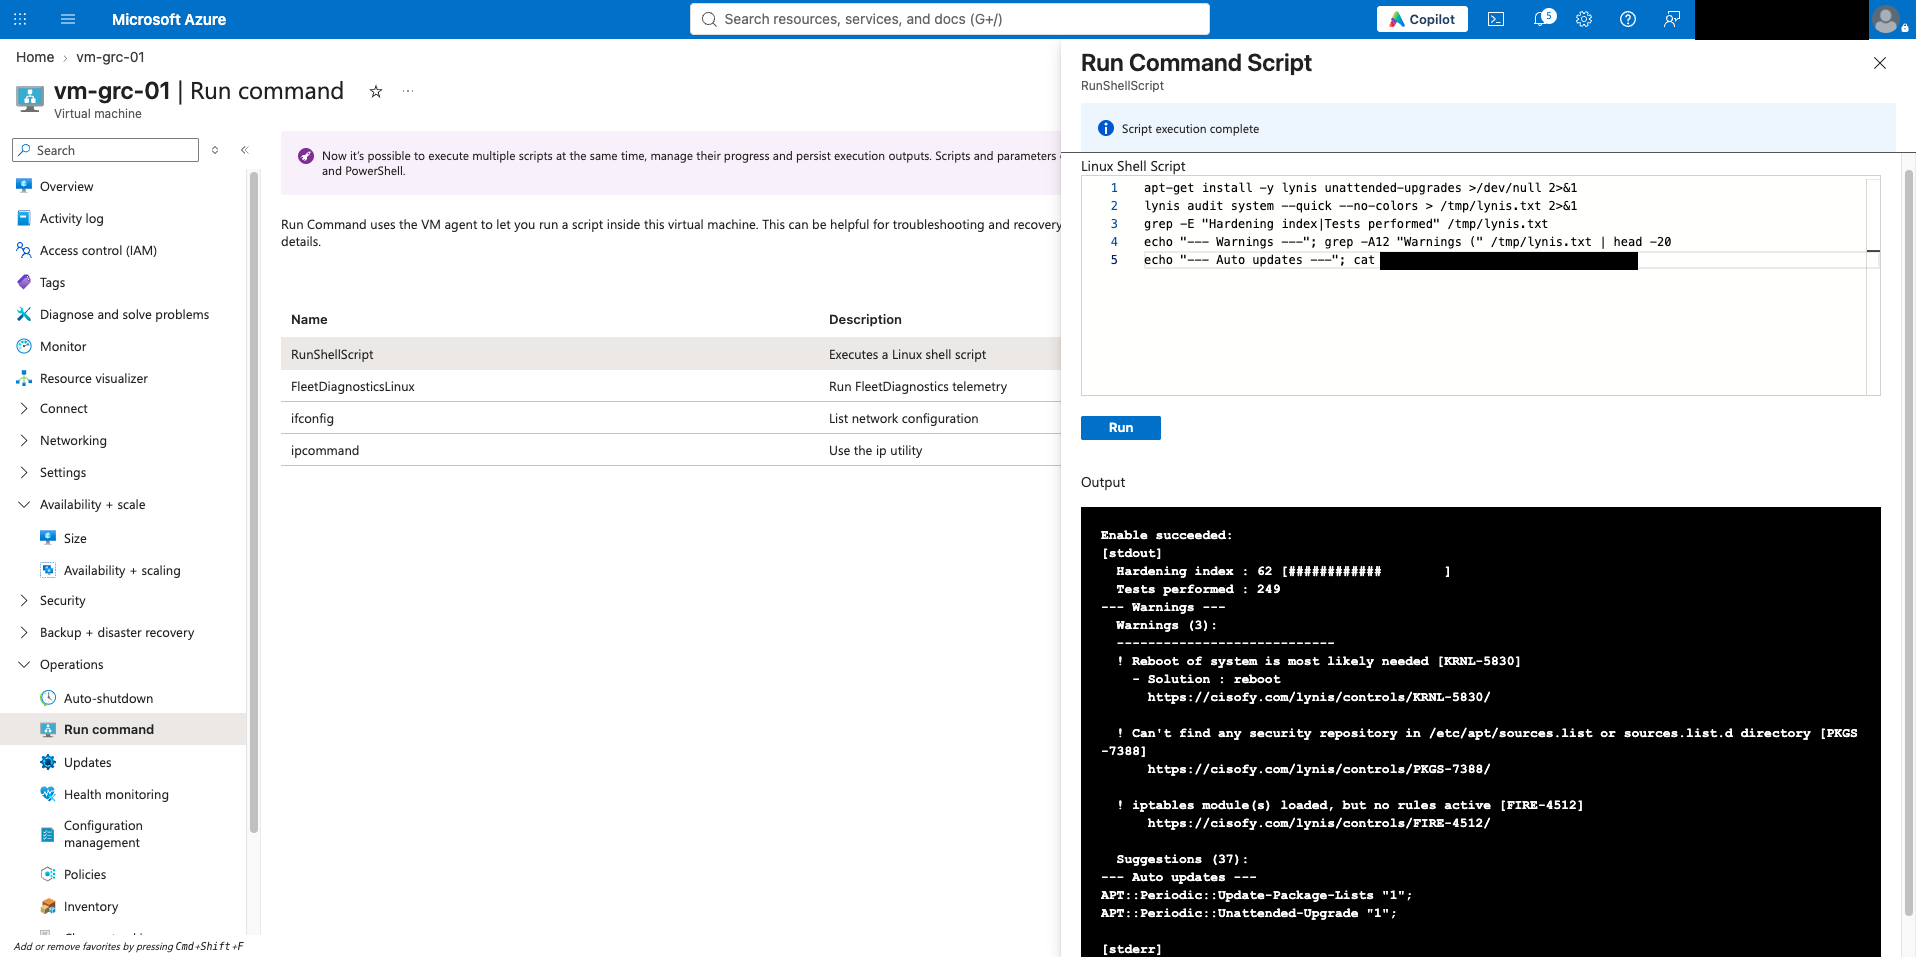 Microsoft Azure
Search resources, services, and docs (G+/)
Copilot
5
Home › vm-grc-01
vm-grc-01 | Run command
Virtual machine
Search
Overview
Activity log
Access control (IAM)
Tags
Diagnose and solve problems
Monitor
Resource visualizer
Connect
Networking
Settings
Availability + scale
Size
Availability + scaling
Security
Backup + disaster recovery
Operations
Auto-shutdown
Run command
Updates
Health monitoring
Configuration
management
Policies
Inventory
Add or remove favorites by pressing Cmd+Shift+F
Now it's possible to execute multiple scripts at the same time, manage their progress and persist execution outputs. Scripts and parameters
and PowerShell.
Run Command uses the VM agent to let you run a script inside this virtual machine. This can be helpful for troubleshooting and recovery
details.
Name Description
RunShellScript Executes a Linux shell script
FleetDiagnosticsLinux Run FleetDiagnostics telemetry
ifconfig List network configuration
ipcommand Use the ip utility
Run Command Script
RunShellScript
Script execution complete
Linux Shell Script
1 apt-get install -y lynis unattended-upgrades >/dev/null 2>&1
2 lynis audit system --quick --no-colors > /tmp/lynis.txt 2>&1
3 grep -E "Hardening index|Tests performed" /tmp/lynis.txt
4 echo "--- Warnings ---"; grep -A12 "Warnings (" /tmp/lynis.txt | head -20
5 echo "--- Auto updates ---"; cat
Run
Output
Enable succeeded:
[stdout]
Hardening index : 62 [############        ]
Tests performed : 249
--- Warnings ---
Warnings (3):
----------------------------
! Reboot of system is most likely needed [KRNL-5830]
- Solution : reboot
https://cisofy.com/lynis/controls/KRNL-5830/
! Can't find any security repository in /etc/apt/sources.list or sources.list.d directory [PKGS
-7388]
https://cisofy.com/lynis/controls/PKGS-7388/
! iptables module(s) loaded, but no rules active [FIRE-4512]
https://cisofy.com/lynis/controls/FIRE-4512/
Suggestions (37):
--- Auto updates ---
APT::Periodic::Update-Package-Lists "1";
APT::Periodic::Unattended-Upgrade "1";
[stderr]